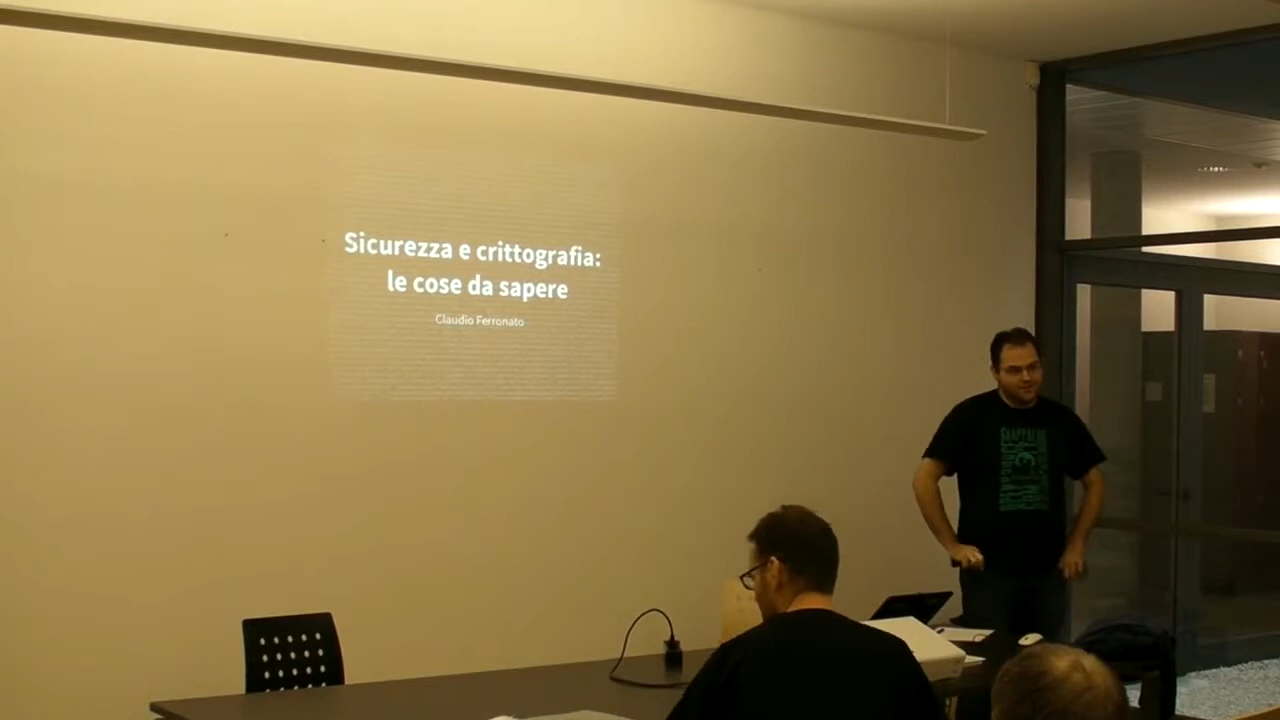 Sicurezza e crittografia:
le cose da sapere
Claudio Ferronato